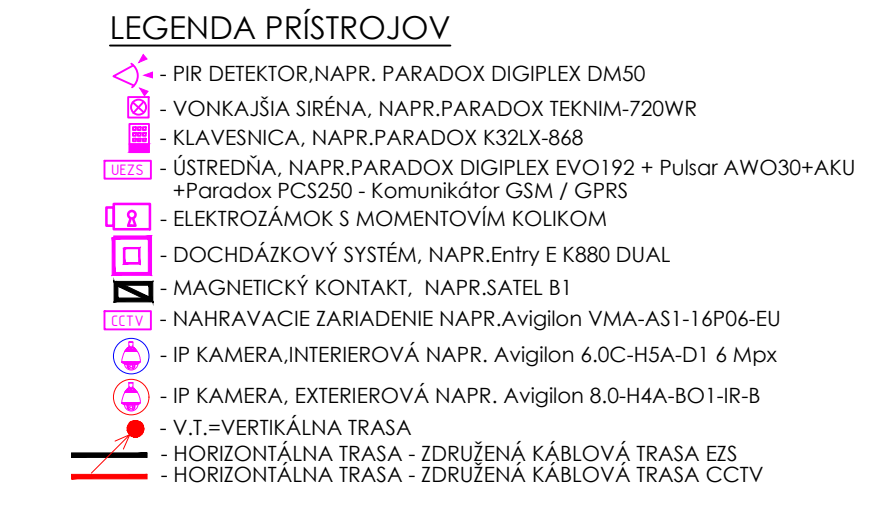 LEGENDA PRÍSTROJOV
- PIR DETEKTOR,NAPR. PARADOX DIGIPLEX DM50
- VONKAJŠIA SIRÉNA, NAPR.PARADOX TEKNIM-720WR
- KLAVESNICA, NAPR.PARADOX K32LX-868
UEZS - ÚSTREDŇA, NAPR.PARADOX DIGIPLEX EVO192 + Pulsar AWO30+AKU
+Paradox PCS250 - Komunikátor GSM / GPRS
- ELEKTROZÁMOK S MOMENTOVÍM KOLIKOM
- DOCHDÁZKOVÝ SYSTÉM, NAPR.Entry E K880 DUAL
- MAGNETICKÝ KONTAKT, NAPR.SATEL B1
CCTV - NAHRAVACIE ZARIADENIE NAPR.Avigilon VMA-AS1-16P06-EU
- IP KAMERA,INTERIEROVÁ NAPR. Avigilon 6.0C-H5A-D1 6 Mpx
- IP KAMERA, EXTERIEROVÁ NAPR. Avigilon 8.0-H4A-BO1-IR-B
- V.T.=VERTIKÁLNA TRASA
- HORIZONTÁLNA TRASA - ZDRUŽENÁ KÁBLOVÁ TRASA EZS
- HORIZONTÁLNA TRASA - ZDRUŽENÁ KÁBLOVÁ TRASA CCTV